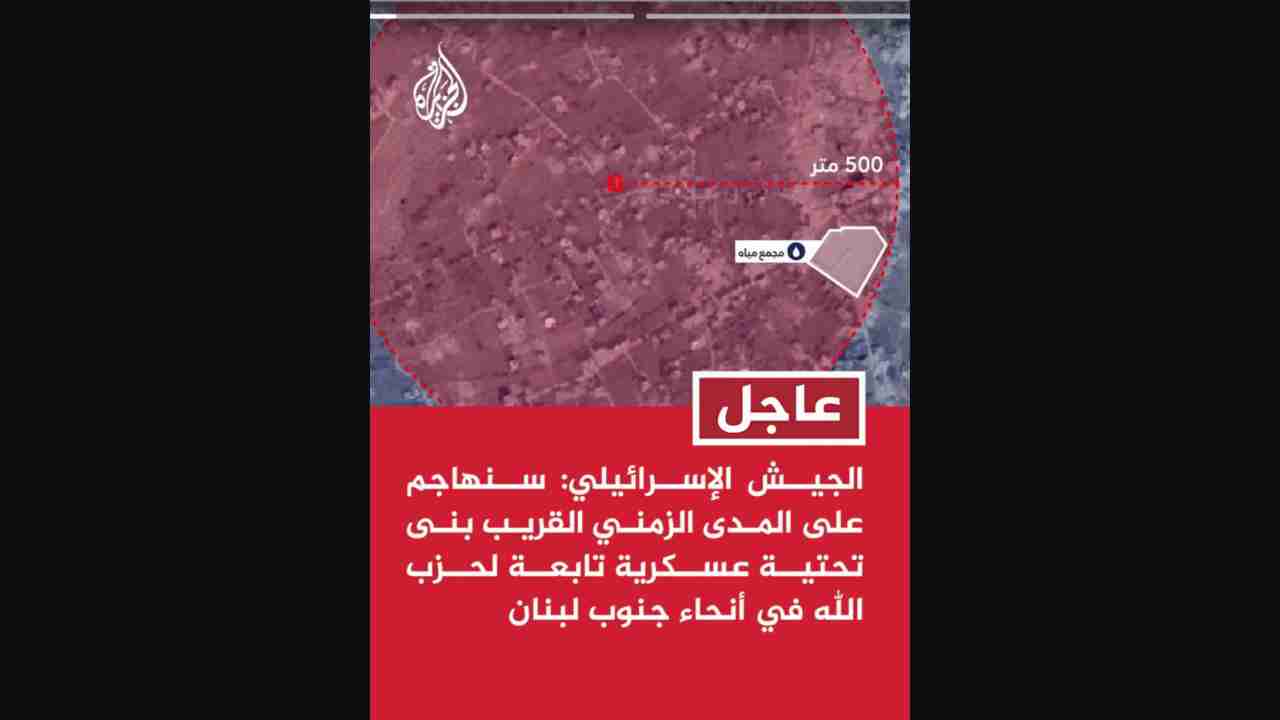 الجزيرة
500 متر
1
مجمع مياه
عاجل
الجيش الإسرائيلي: سنهاجم
على المدى الزمني القريب بنى
تحتية عسكرية تابعة لحزب
الله في أنحاء جنوب لبنان